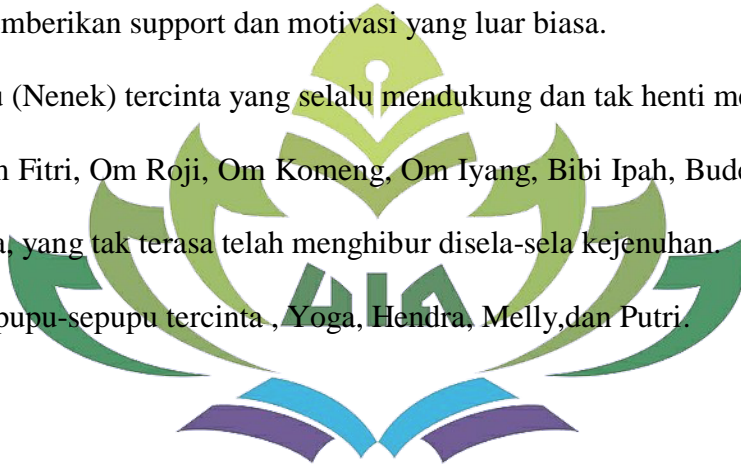 emberikan support dan motivasi yang luar biasa.
(Nenek) tercinta yang selalu mendukung dan tak henti
Fitri, Om Roji, Om Komeng, Om Iyang, Bibi Ipah,
yang tak terasa telah menghibur disela-sela kejenuhan.
pupu-sepupu tercinta , Yoga, Hendra, Melly,dan Putri.